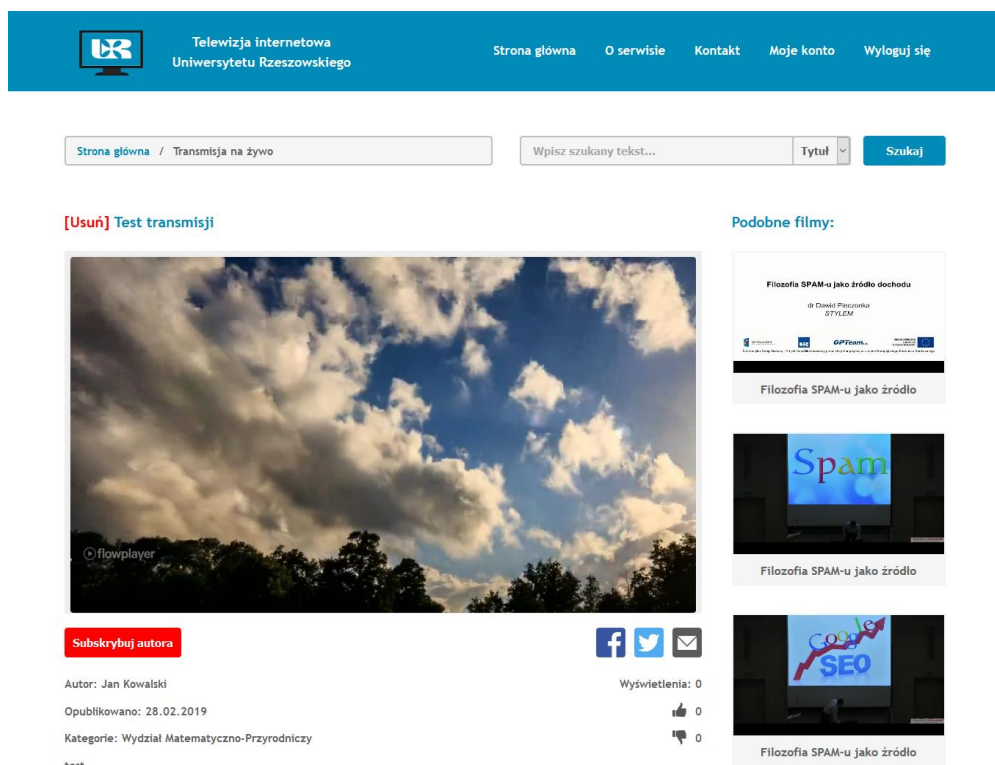 UR
Telewizja internetowa
Uniwersytetu Rzeszowskiego
Strona główna
O serwisie
Kontakt
Moje konto
Wyloguj się
Strona główna / Transmisja na żywo
Wpisz szukany tekst...
Tytuł
Szukaj
[Usuń] Test transmisji
flowplayer
Subskrybuj autora
Autor: Jan Kowalski
Wyświetlenia: 0
Opublikowano: 28.02.2019
0
Kategorie: Wydział Matematyczno-Przyrodniczy
0
Podobne filmy:
Filozofia SPAM-u jako źródło dochodu
dr Dawid Pieczonka
STYLEM
OPTeam
Filozofia SPAM-u jako źródło
Spam
Filozofia SPAM-u jako źródło
Google
SEO
Filozofia SPAM-u jako źródło